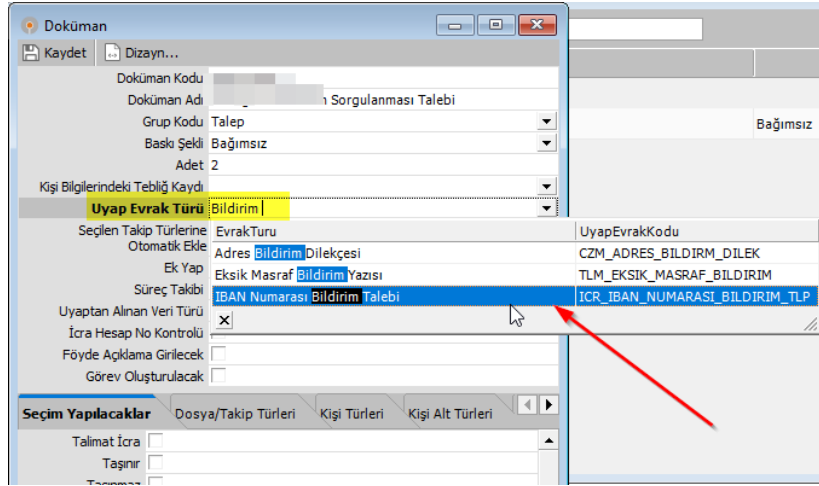 Doküman
Kaydet Dizayn...
Doküman Kodu
Doküman Adı Sorgulanması Talebi
Grup Kodu Talep
Baskı Şekli Bağımsız
Adet 2
Kişi Bilgilerindeki Tebliğ Kaydı
Uyap Evrak Türü Bildirim
Seçilen Takip Türlerine Otomatik Ekle
EvrakTuru UyapEvrakKodu
Adres Bildirim Dilekçesi CZM_ADRES_BILDIRM_DILEK
Eksik Masraf Bildirim Yazısı TLM_EKSIK_MASRAF_BILDIRIM
IBAN Numarası Bildirim Talebi ICR_IBAN_NUMARASI_BILDIRIM_TLP
Ek Yap
Süreç Takibi
Uyaptan Alınan Veri Türü
İcra Hesap No Kontrolü
Föyde Açıklama Girilecek
Görev Oluşturulacak
Seçim Yapılacaklar Dosya/Takip Türleri Kişi Türleri Kişi Alt Türleri
Talimat İcra
Taşınır
Taşınmaz
Bağımsız